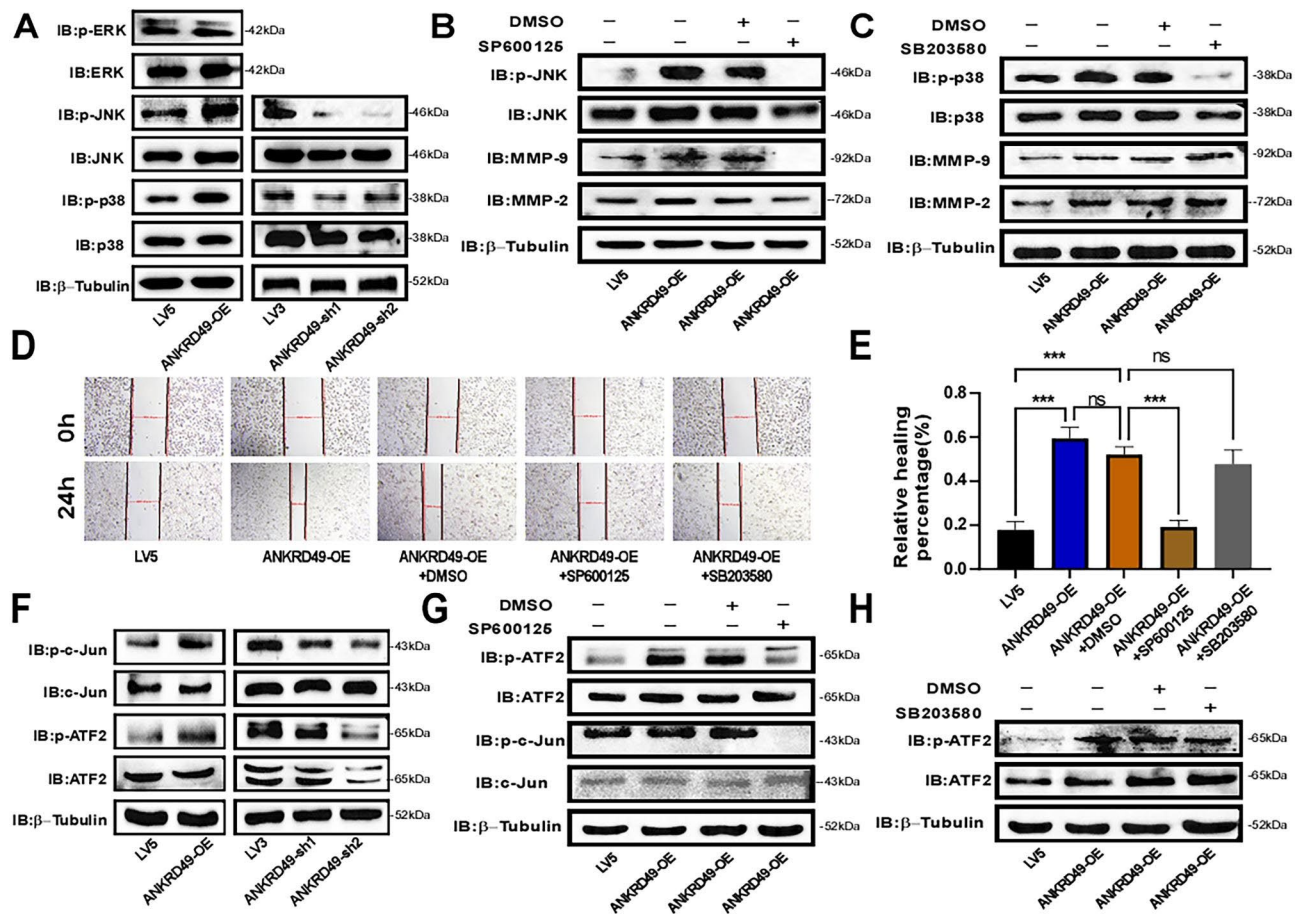 A
IB:p-ERK
-42kDa
IB:ERK
-42kDa
IB:p-JNK
-46kDa
IB:JNK
-46kDa
IB:p-p38
-38kDa
IB:p38
-38kDa
IB:β-Tubulin
-52kDa
LV5
ANKRD49-OE
LV3
ANKRD49-sh1
ANKRD49-sh2
B
DMSO − − + −
SP600125 − − − +
IB:p-JNK
-46kDa
IB:JNK
-46kDa
IB:MMP-9
-92kDa
IB:MMP-2
-72kDa
IB:β-Tubulin
-52kDa
LV5
ANKRD49-OE
ANKRD49-OE
ANKRD49-OE
C
DMSO − − + −
SB203580 − − − +
IB:p-p38
-38kDa
IB:p38
-38kDa
IB:MMP-9
-92kDa
IB:MMP-2
-72kDa
IB:β-Tubulin
-52kDa
LV5
ANKRD49-OE
ANKRD49-OE
ANKRD49-OE
D
0h
24h
LV5
ANKRD49-OE
ANKRD49-OE
+DMSO
ANKRD49-OE
+SP600125
ANKRD49-OE
+SB203580
E
Relative healing
percentage(%)
0.8
0.6
0.4
0.2
0.0
***
ns
***
ns
***
LV5
ANKRD49-OE
ANKRD49-OE
+DMSO
ANKRD49-OE
+SP600125
ANKRD49-OE
+SB203580
F
IB:p-c-Jun
-43kDa
IB:c-Jun
-43kDa
IB:p-ATF2
-65kDa
IB:ATF2
-65kDa
IB:β-Tubulin
-52kDa
LV5
ANKRD49-OE
LV3
ANKRD49-sh1
ANKRD49-sh2
G
DMSO − − + −
SP600125 − − − +
IB:p-ATF2
-65kDa
IB:ATF2
-65kDa
IB:p-c-Jun
-43kDa
IB:c-Jun
-43kDa
IB:β-Tubulin
-52kDa
LV5
ANKRD49-OE
ANKRD49-OE
ANKRD49-OE
H
DMSO − − + −
SB203580 − − − +
IB:p-ATF2
-65kDa
IB:ATF2
-65kDa
IB:β-Tubulin
-52kDa
LV5
ANKRD49-OE
ANKRD49-OE
ANKRD49-OE